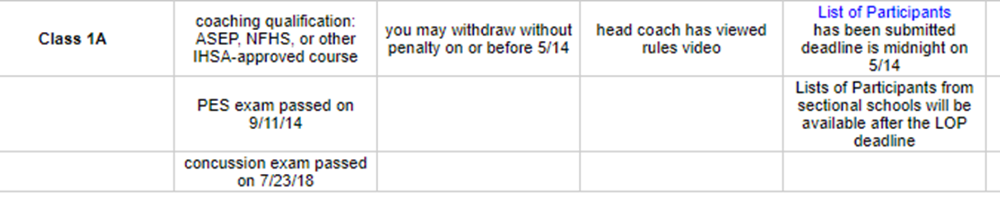 Class 1A
coaching qualification:
ASEP, NFHS, or other
IHSA-approved course
you may withdraw without
penalty on or before 5/14
head coach has viewed
rules video
List of Participants
has been submitted
deadline is midnight on
5/14
PES exam passed on
9/11/14
Lists of Participants from
sectional schools will be
available after the LOP
deadline
concussion exam passed
on 7/23/18